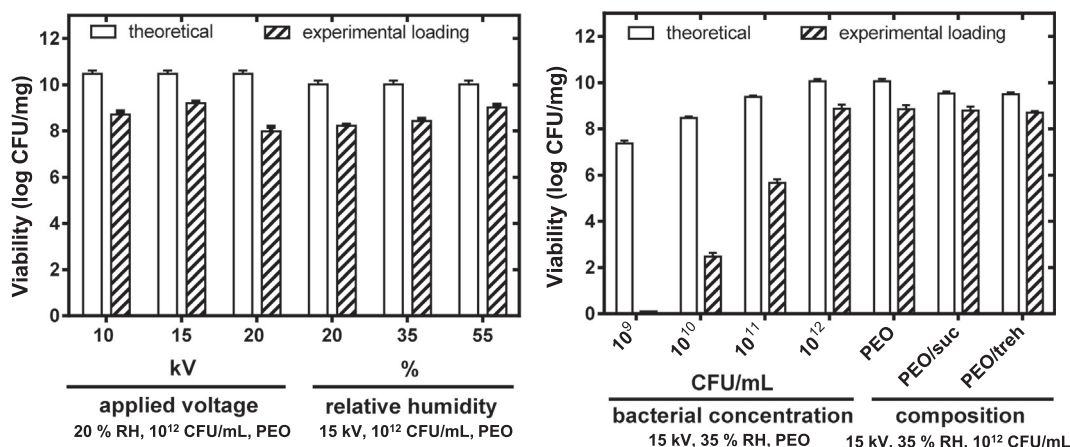 theoretical experimental loading
Viability (log CFU/mg)
12
10
8
6
4
2
0
10 15 20 20 35 55
kV %
applied voltage relative humidity
20 % RH, 10¹² CFU/mL, PEO 15 kV, 10¹² CFU/mL, PEO
theoretical experimental loading
Viability (log CFU/mg)
12
10
8
6
4
2
0
10⁹ 10¹⁰ 10¹¹ 10¹² PEO PEO/suc PEO/treh
CFU/mL
bacterial concentration composition
15 kV, 35 % RH, PEO 15 kV, 35 % RH, 10¹² CFU/mL